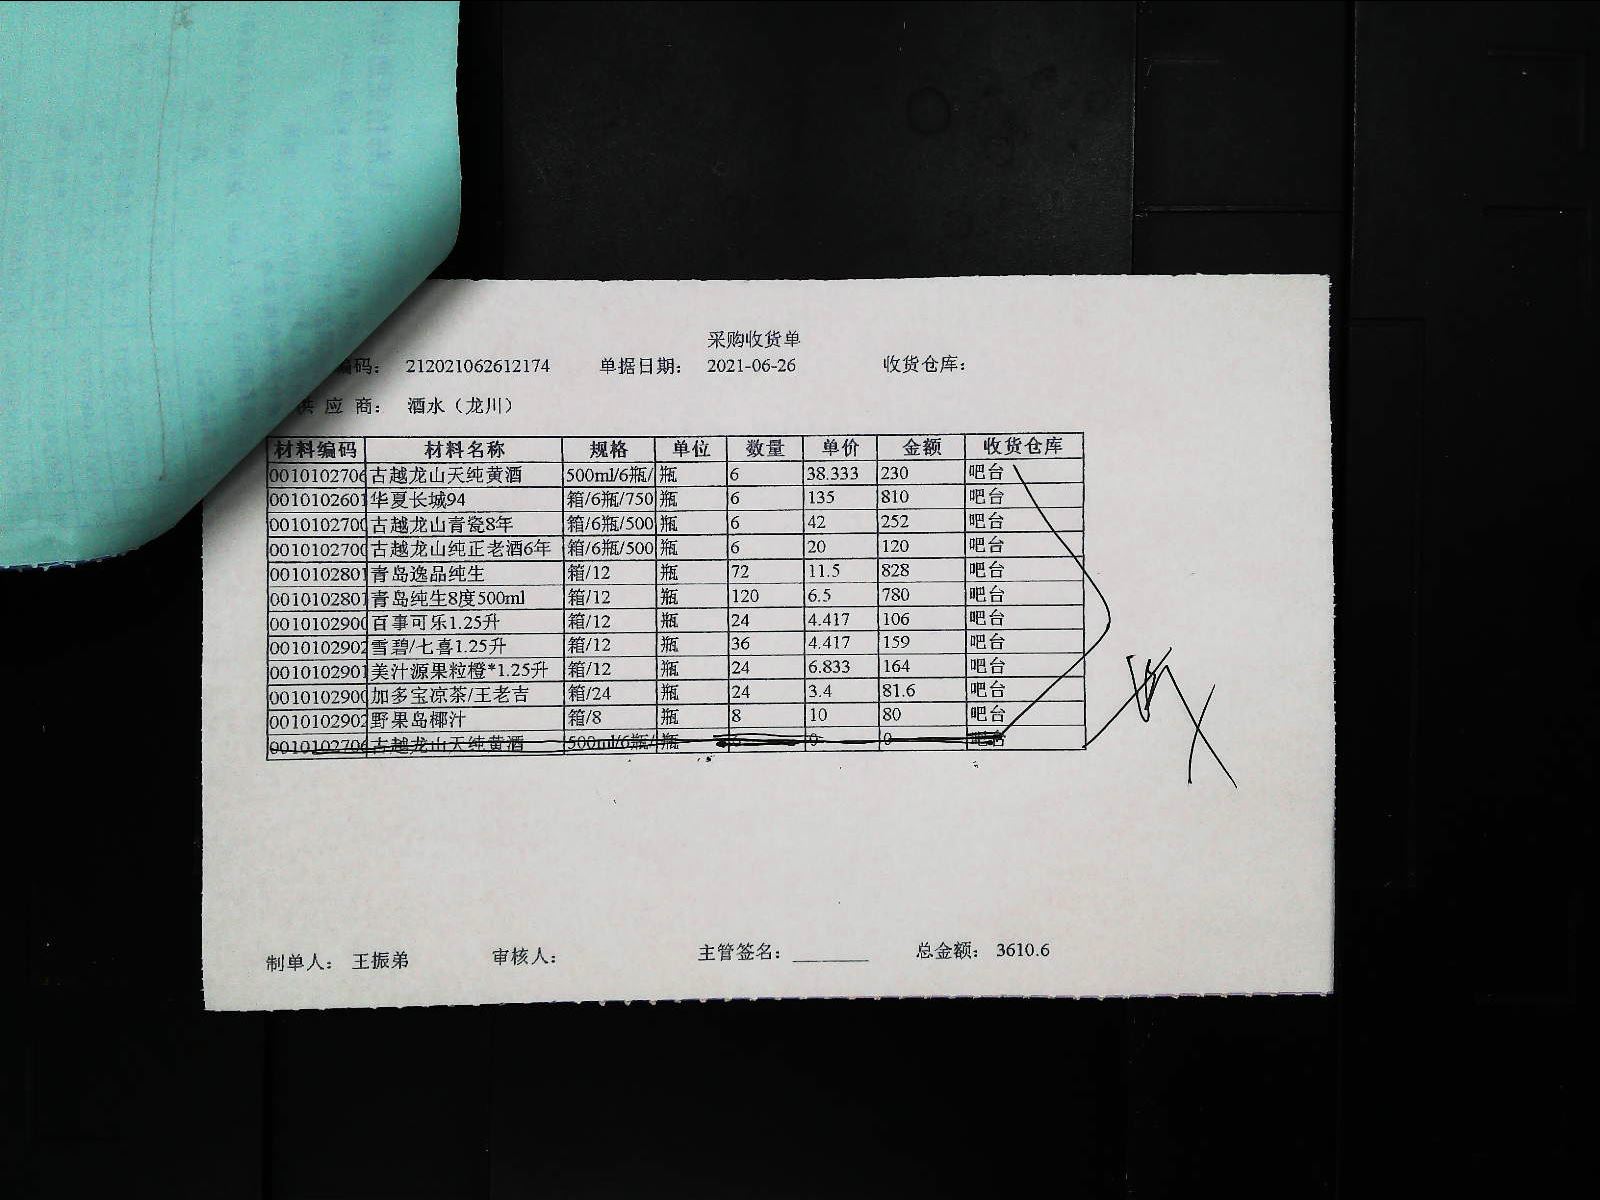 采购收货单
编码： 212021062612174 单据日期： 2021-06-26 收货仓库：
供 应 商： 酒水（龙川）
材料编码 材料名称 规格 单位 数量 单价 金额 收货仓库
0010102706 古越龙山天纯黄酒 500ml/6瓶/ 瓶 6 38.333 230 吧台
0010102601 华夏长城94 箱/6瓶/750 瓶 6 135 810 吧台
0010102700 古越龙山青瓷8年 箱/6瓶/500 瓶 6 42 252 吧台
0010102700 古越龙山纯正老酒6年 箱/6瓶/500 瓶 6 20 120 吧台
0010102801 青岛逸品纯生 箱/12 瓶 72 11.5 828 吧台
0010102801 青岛纯生8度500ml 箱/12 瓶 120 6.5 780 吧台
0010102900 百事可乐1.25升 箱/12 瓶 24 4.417 106 吧台
0010102902 雪碧/七喜1.25升 箱/12 瓶 36 4.417 159 吧台
0010102901 美汁源果粒橙*1.25升 箱/12 瓶 24 6.833 164 吧台
0010102900 加多宝凉茶/王老吉 箱/24 瓶 24 3.4 81.6 吧台
0010102902 野果岛椰汁 箱/8 瓶 8 10 80 吧台
0010102706 古越龙山天纯黄酒 500ml/6瓶/ 瓶 6 0 0 吧台
制单人： 王振弟 审核人： 主管签名：________ 总金额： 3610.6